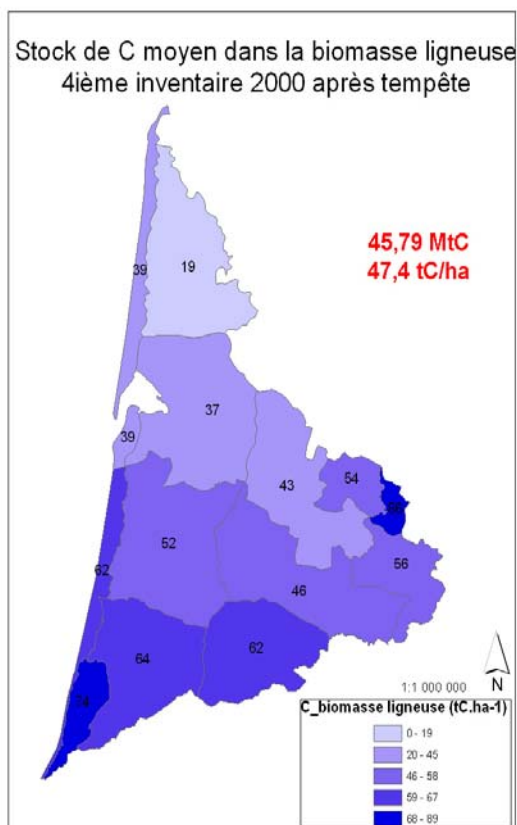 Stock de C moyen dans la biomasse ligneuse
4ième inventaire 2000 après tempête
45,79 MtC
47,4 tC/ha
39
19
37
39
43
54
52
56
62
46
64
62
74
1:1 000 000
N
C_biomasse ligneuse (tC.ha-1)
0 - 19
20 - 45
46 - 58
59 - 67
68 - 89